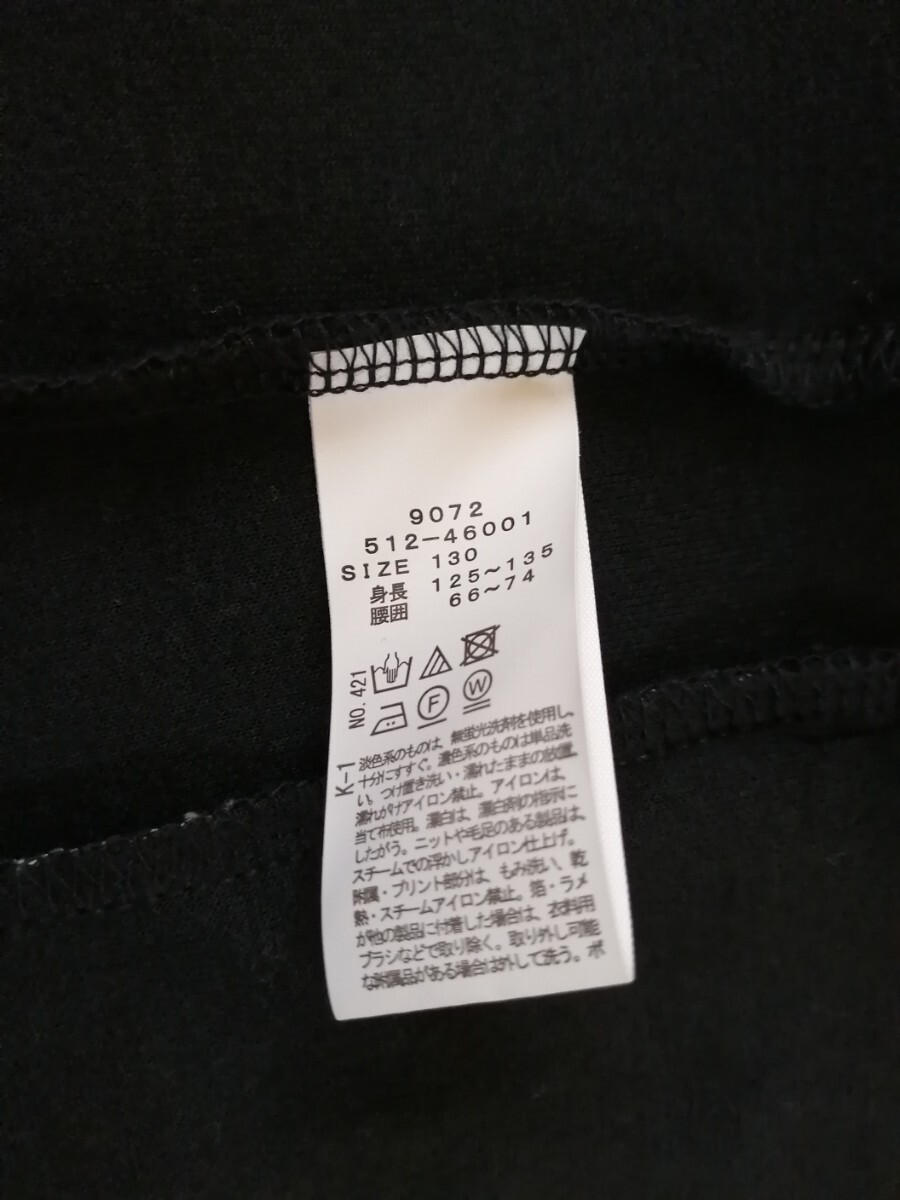 9072
512-46001
SIZE 130
身長 125~135
腰囲 66~74
NO. 421
F W
K-1
淡色系のものは、無蛍光洗剤を使用し、
十分にすすぐ。濃色系のものは単品洗
い。つけ置き洗い・濡れたままの放置、
濡れがけアイロン禁止。アイロンは、
当て布使用。漂白は、漂白剤の指示に
したがう。ニットや毛足のある製品は、
スチームでの浮かしアイロン仕上げ。
附属・プリント部分は、もみ洗い、乾
熱・スチームアイロン禁止。箔・ラメ
が他の製品に付着した場合は、衣料用
ブラシなどで取り除く。取り外し可能
な附属品がある場合は外して洗う。ボ